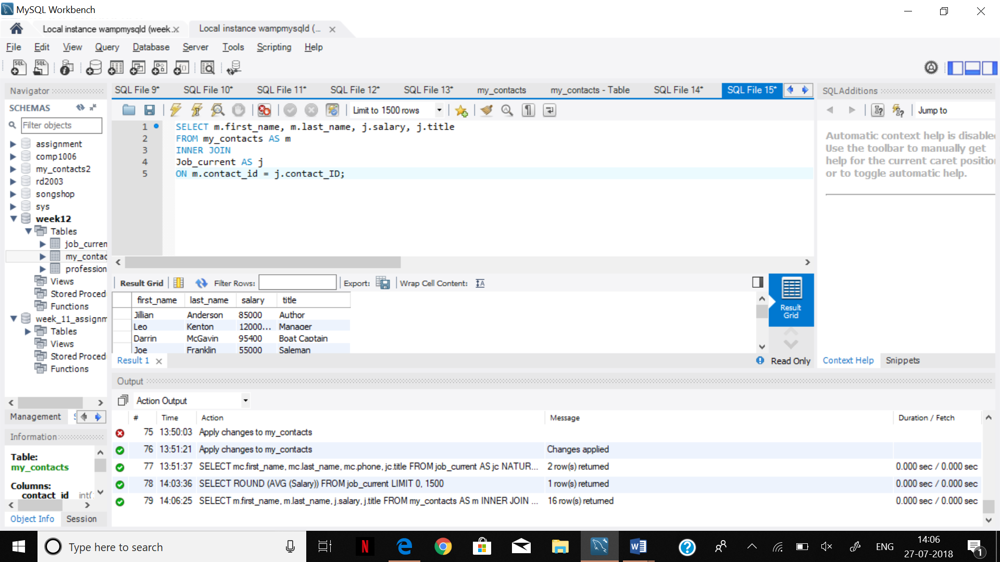 MySQL Workbench
Local instance wampmysqld (week...
Local instance wampmysqld (...
File Edit View Query Database Server Tools Scripting Help
Navigator
SCHEMAS
Filter objects
assignment
comp1006
my_contacts2
rd2003
songshop
sys
week12
Tables
job_curren
my_contac
profession
Views
Stored Proced
Functions
week_11_assignm
Tables
Views
Stored Proced
Functions
Management
Information
Table:
my_contacts
Columns:
contact_id int(
Object Info Session
SQL File 9* SQL File 10* SQL File 11* SQL File 12* SQL File 13* my_contacts my_contacts - Table SQL File 14* SQL File 15*
Limit to 1500 rows
1 SELECT m.first_name, m.last_name, j.salary, j.title
2 FROM my_contacts AS m
3 INNER JOIN
4 Job_current AS j
5 ON m.contact_id = j.contact_ID;
Result Grid Filter Rows: Export: Wrap Cell Content:
first_name last_name salary title
Jillian Anderson 85000 Author
Leo Kenton 12000... Manager
Darrin McGavin 95400 Boat Captain
Joe Franklin 55000 Saleman
Result
Grid
Result 1
Read Only
SQLAdditions
Jump to
Automatic context help is disable
Use the toolbar to manually get
help for the current caret position
or to toggle automatic help.
Context Help Snippets
Output
Action Output
# Time Action Message Duration / Fetch
75 13:50:03 Apply changes to my_contacts
76 13:51:21 Apply changes to my_contacts Changes applied
77 13:51:37 SELECT mc.first_name, mc.last_name, mc.phone, jc.title FROM job_current AS jc NATUR... 2 row(s) returned 0.000 sec / 0.000 sec
78 14:03:36 SELECT ROUND (AVG (Salary)) FROM job_current LIMIT 0, 1500 1 row(s) returned 0.000 sec / 0.000 sec
79 14:06:25 SELECT m.first_name, m.last_name, j.salary, j.title FROM my_contacts AS m INNER JOIN ... 16 row(s) returned 0.000 sec / 0.000 sec
Type here to search
ENG
14:06
27-07-2018
1